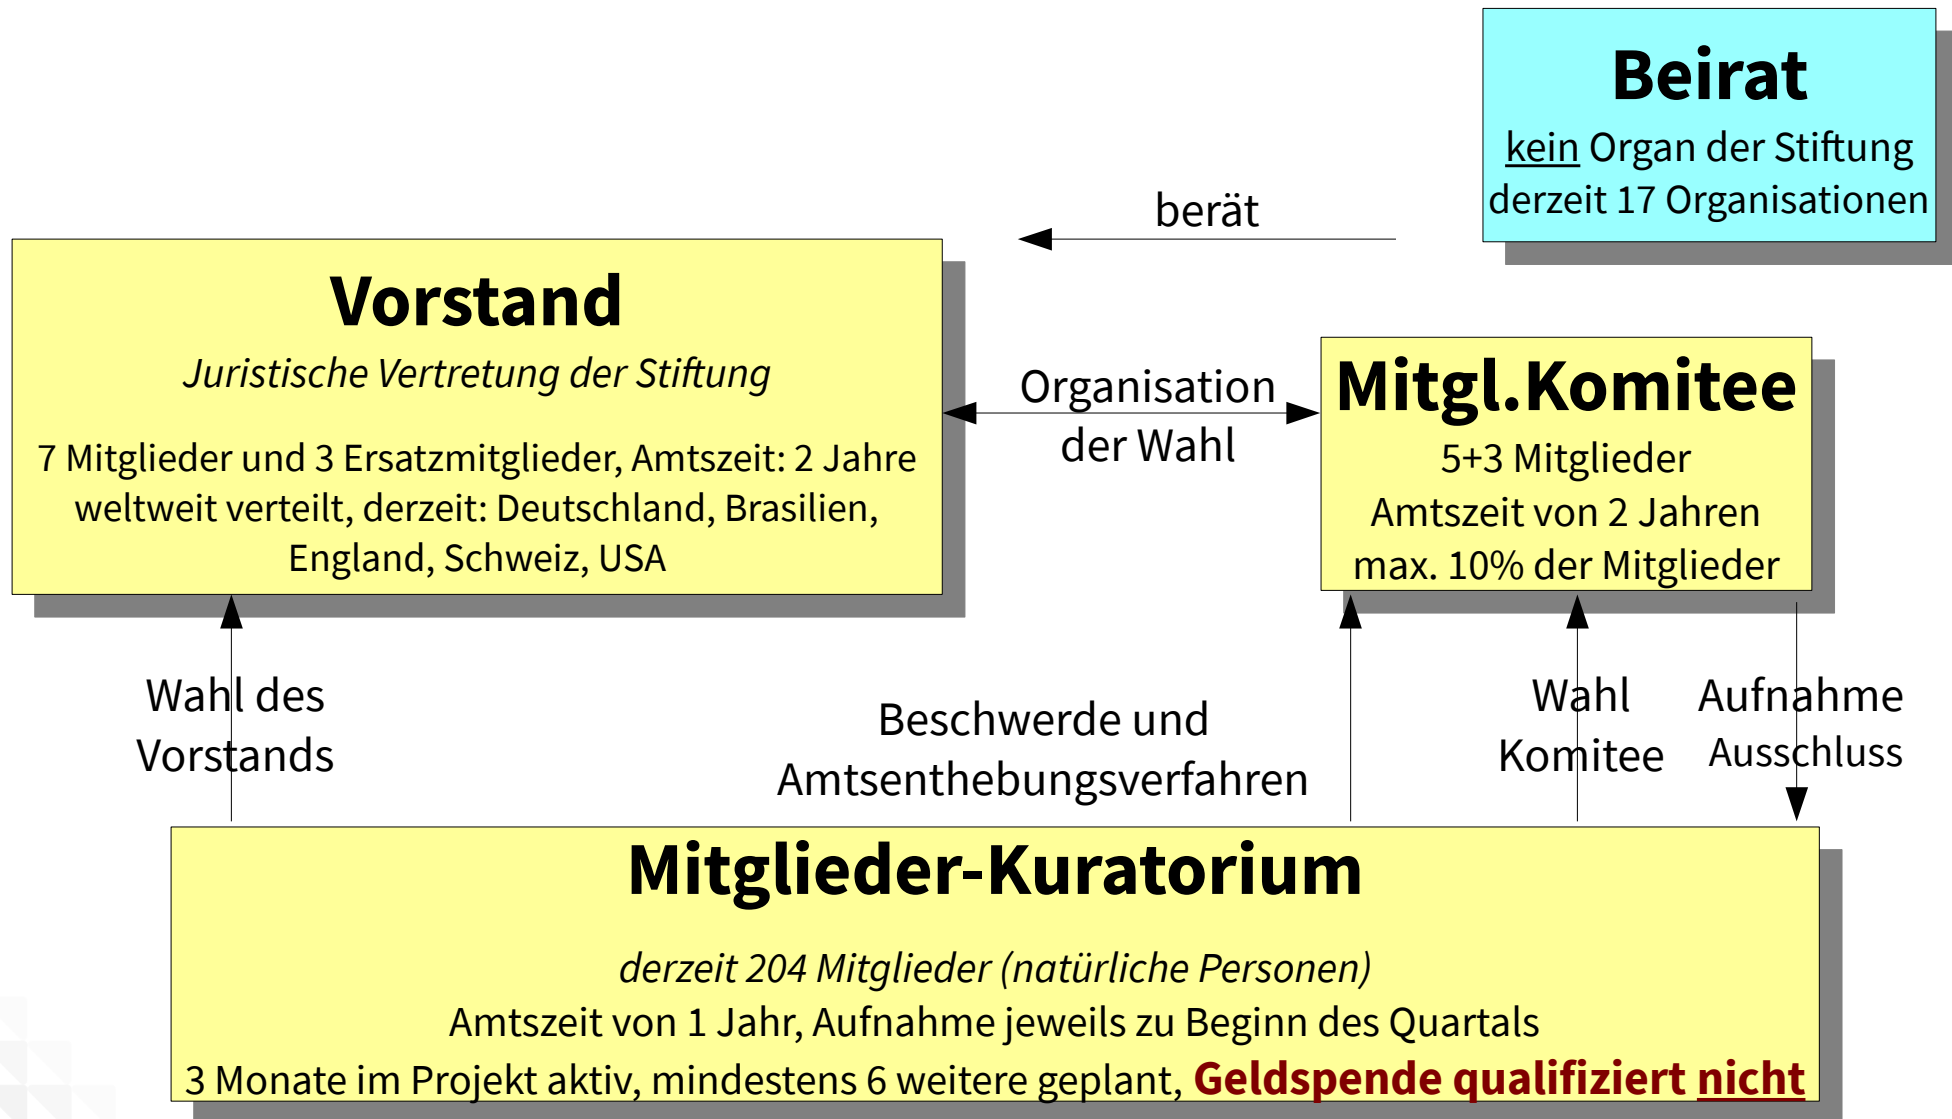 Beirat
kein Organ der Stiftung
derzeit 17 Organisationen
berät
Vorstand
Juristische Vertretung der Stiftung
7 Mitglieder und 3 Ersatzmitglieder, Amtszeit: 2 Jahre
weltweit verteilt, derzeit: Deutschland, Brasilien,
England, Schweiz, USA
Organisation
der Wahl
Mitgl.Komitee
5+3 Mitglieder
Amtszeit von 2 Jahren
max. 10% der Mitglieder
Wahl des
Vorstands
Beschwerde und
Amtsenthebungsverfahren
Wahl
Komitee
Aufnahme
Ausschluss
Mitglieder-Kuratorium
derzeit 204 Mitglieder (natürliche Personen)
Amtszeit von 1 Jahr, Aufnahme jeweils zu Beginn des Quartals
3 Monate im Projekt aktiv, mindestens 6 weitere geplant, Geldspende qualifiziert nicht